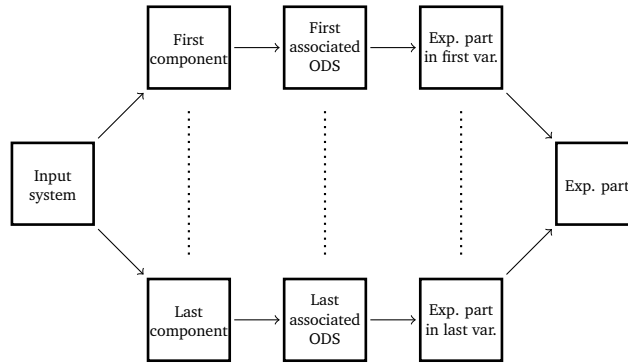 First
component
First
associated
ODS
Exp. part
in first var.
Input
system
Exp. part
Last
component
Last
associated
ODS
Exp. part
in last var.